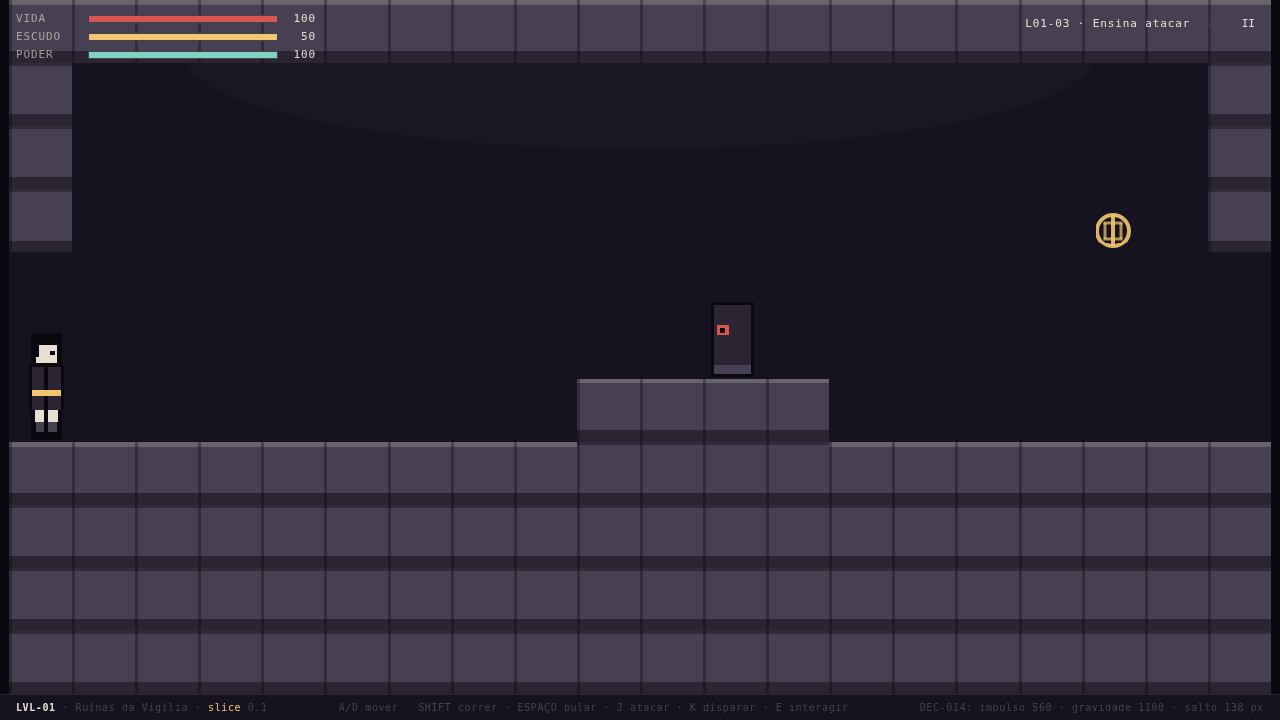 VIDA 100
ESCUDO 50
PODER 100
L01-03 · Ensina atacar II
LVL-01 · Ruínas da Vigília · slice 0.1
A/D mover · SHIFT correr · ESPAÇO pular · J atacar · K disparar · E interagir
DEC-014: impulso 560 · gravidade 1100 · salto 138 px